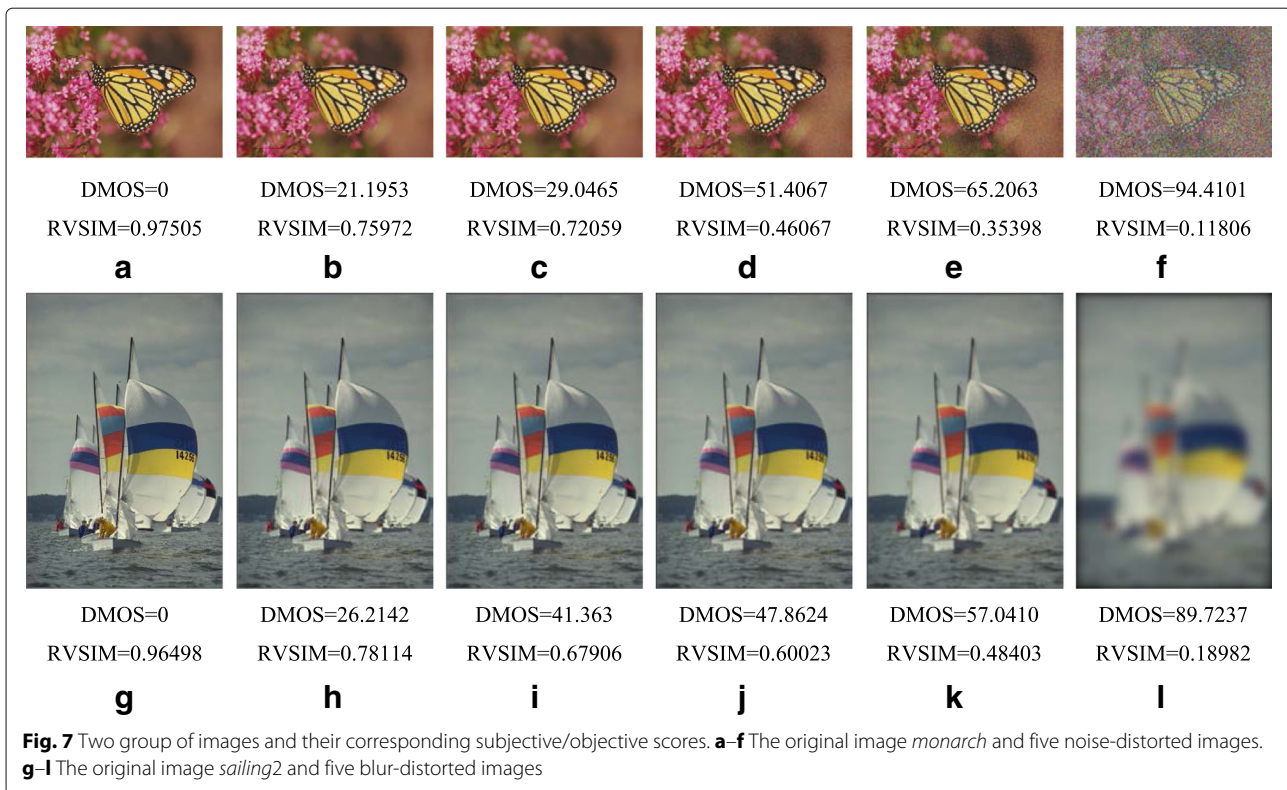 DMOS=0 DMOS=21.1953 DMOS=29.0465 DMOS=51.4067 DMOS=65.2063 DMOS=94.4101
RVSIM=0.97505 RVSIM=0.75972 RVSIM=0.72059 RVSIM=0.46067 RVSIM=0.35398 RVSIM=0.11806
a b c d e f
DMOS=0 DMOS=26.2142 DMOS=41.363 DMOS=47.8624 DMOS=57.0410 DMOS=89.7237
RVSIM=0.96498 RVSIM=0.78114 RVSIM=0.67906 RVSIM=0.60023 RVSIM=0.48403 RVSIM=0.18982
g h i j k l
Fig. 7 Two group of images and their corresponding subjective/objective scores. a–f The original image monarch and five noise-distorted images.
g–l The original image sailing2 and five blur-distorted images